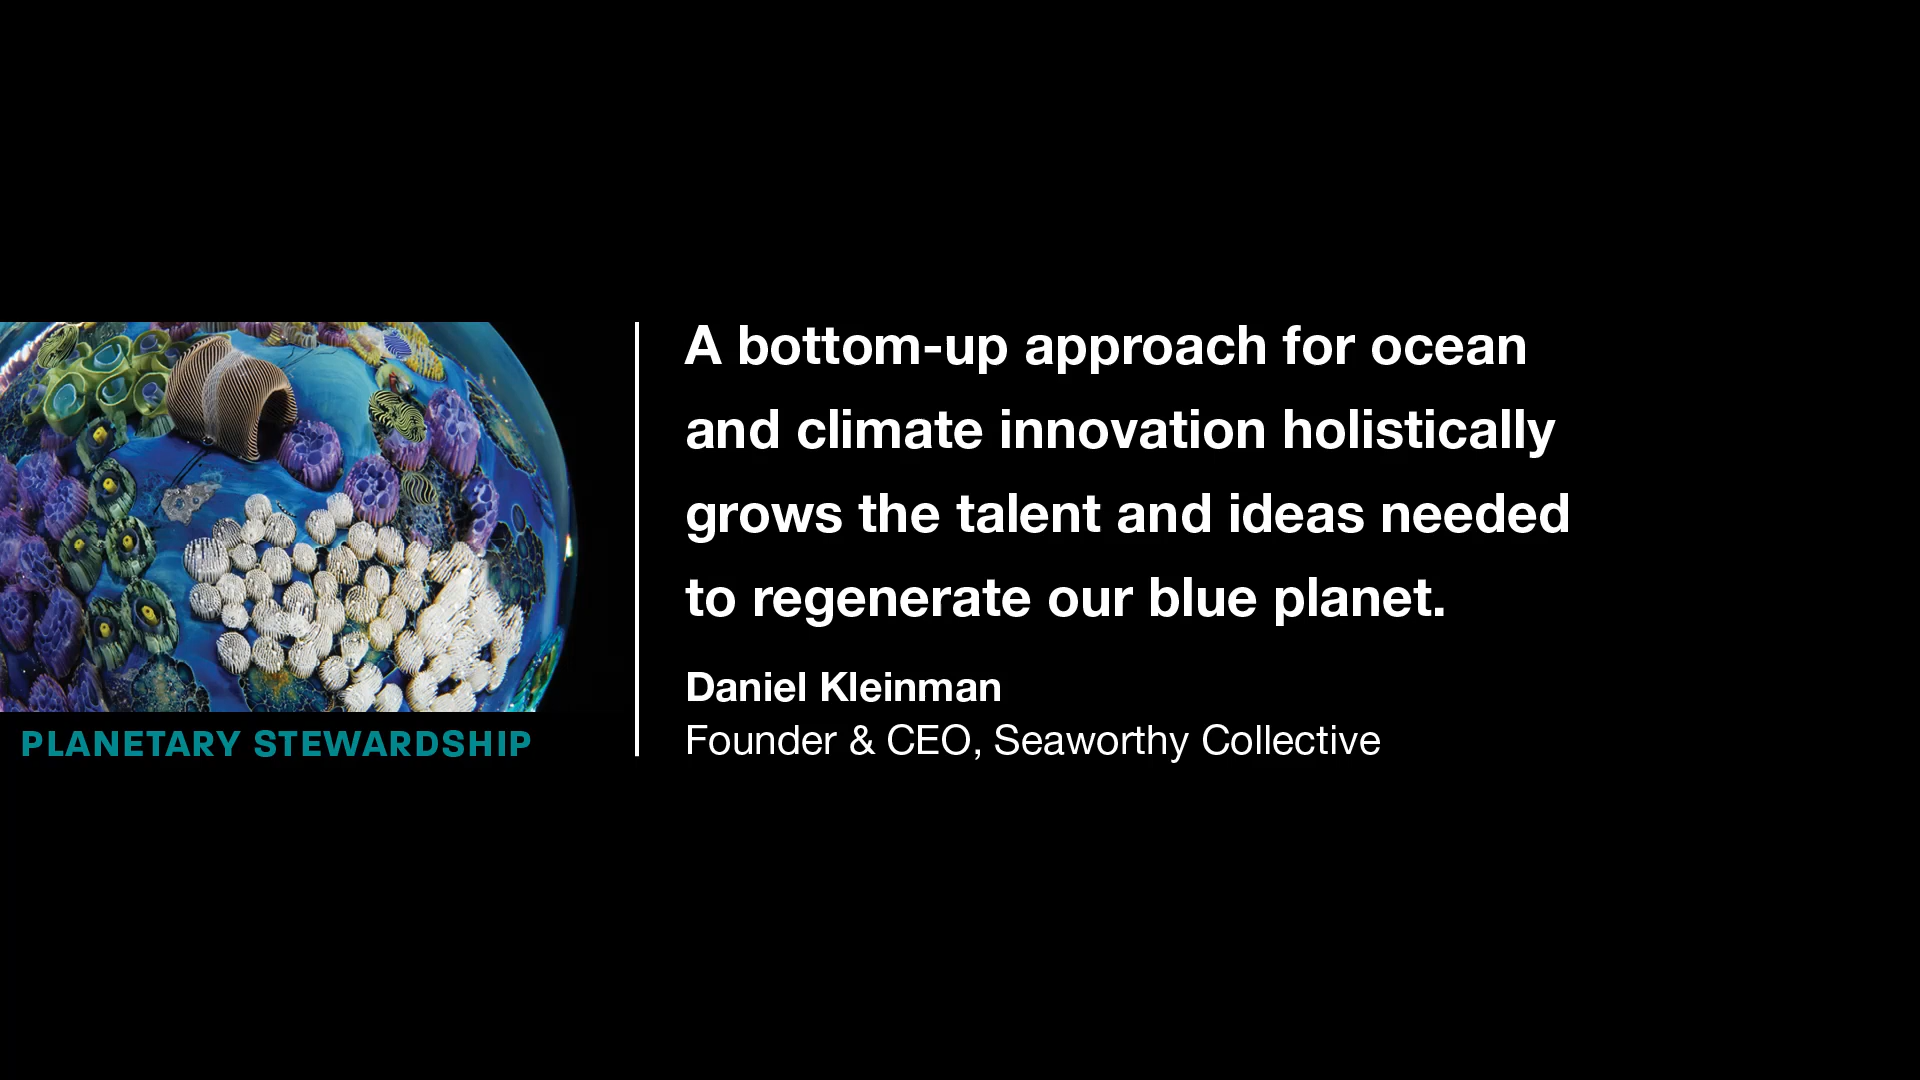 A bottom-up approach for ocean
and climate innovation holistically
grows the talent and ideas needed
to regenerate our blue planet.
Daniel Kleinman
Founder & CEO, Seaworthy Collective
PLANETARY STEWARDSHIP